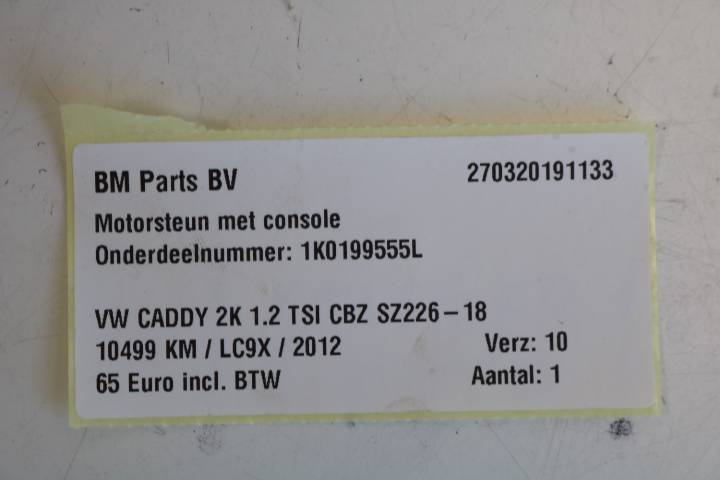 BM Parts BV 270320191133
Motorsteun met console
Onderdeelnummer: 1K0199555L
VW CADDY 2K 1.2 TSI CBZ SZ226-18
10499 KM / LC9X / 2012 Verz: 10
65 Euro incl. BTW Aantal: 1